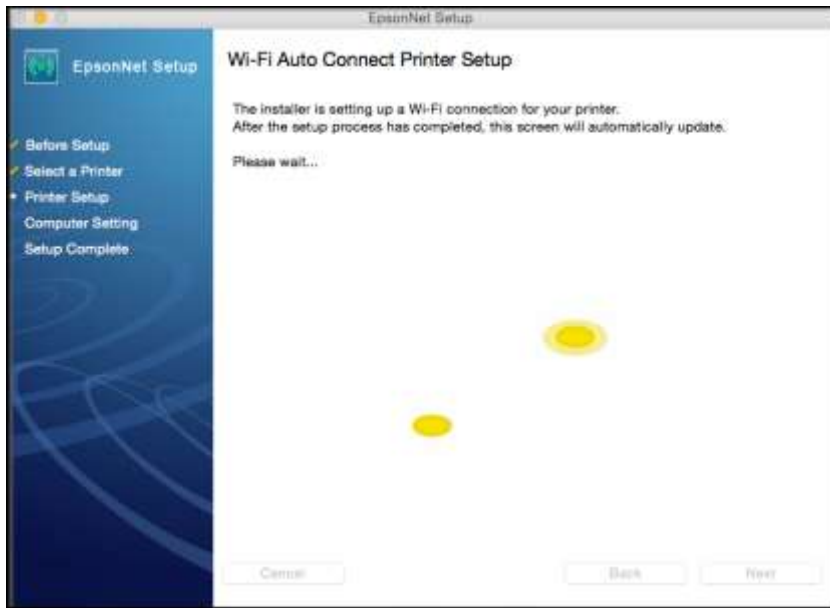 EpsonNet Setup
EpsonNet Setup
Before Setup
Select a Printer
Printer Setup
Computer Setting
Setup Complete
Wi-Fi Auto Connect Printer Setup
The installer is setting up a Wi-Fi connection for your printer.
After the setup process has completed, this screen will automatically update.
Please wait...
Cancel
Back
Next